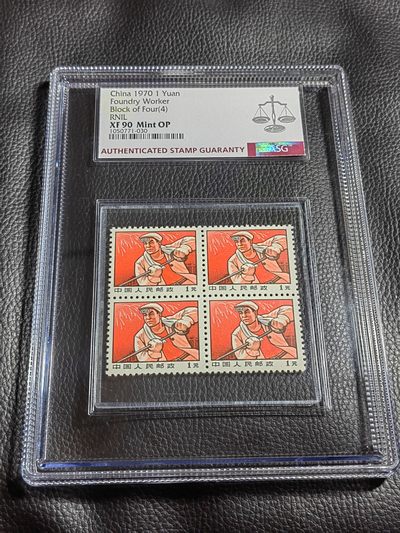 China 1970 1 Yuan
Foundry Worker
Block of Four(4)
RNIL
XF 90 Mint OP
1050771-030
AUTHENTICATED STAMP GUARANTY
ASG
中国人民邮政 1元
中国人民邮政 1元
中国人民邮政 1元
中国人民邮政 1元